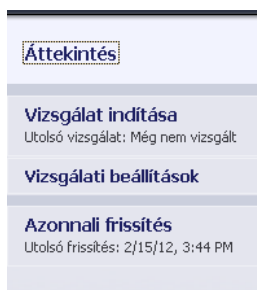 Áttekintés
Vizsgálat indítása
Utolsó vizsgálat: Még nem vizsgált
Vizsgálati beállítások
Azonnali frissítés
Utolsó frissítés: 2/15/12, 3:44 PM